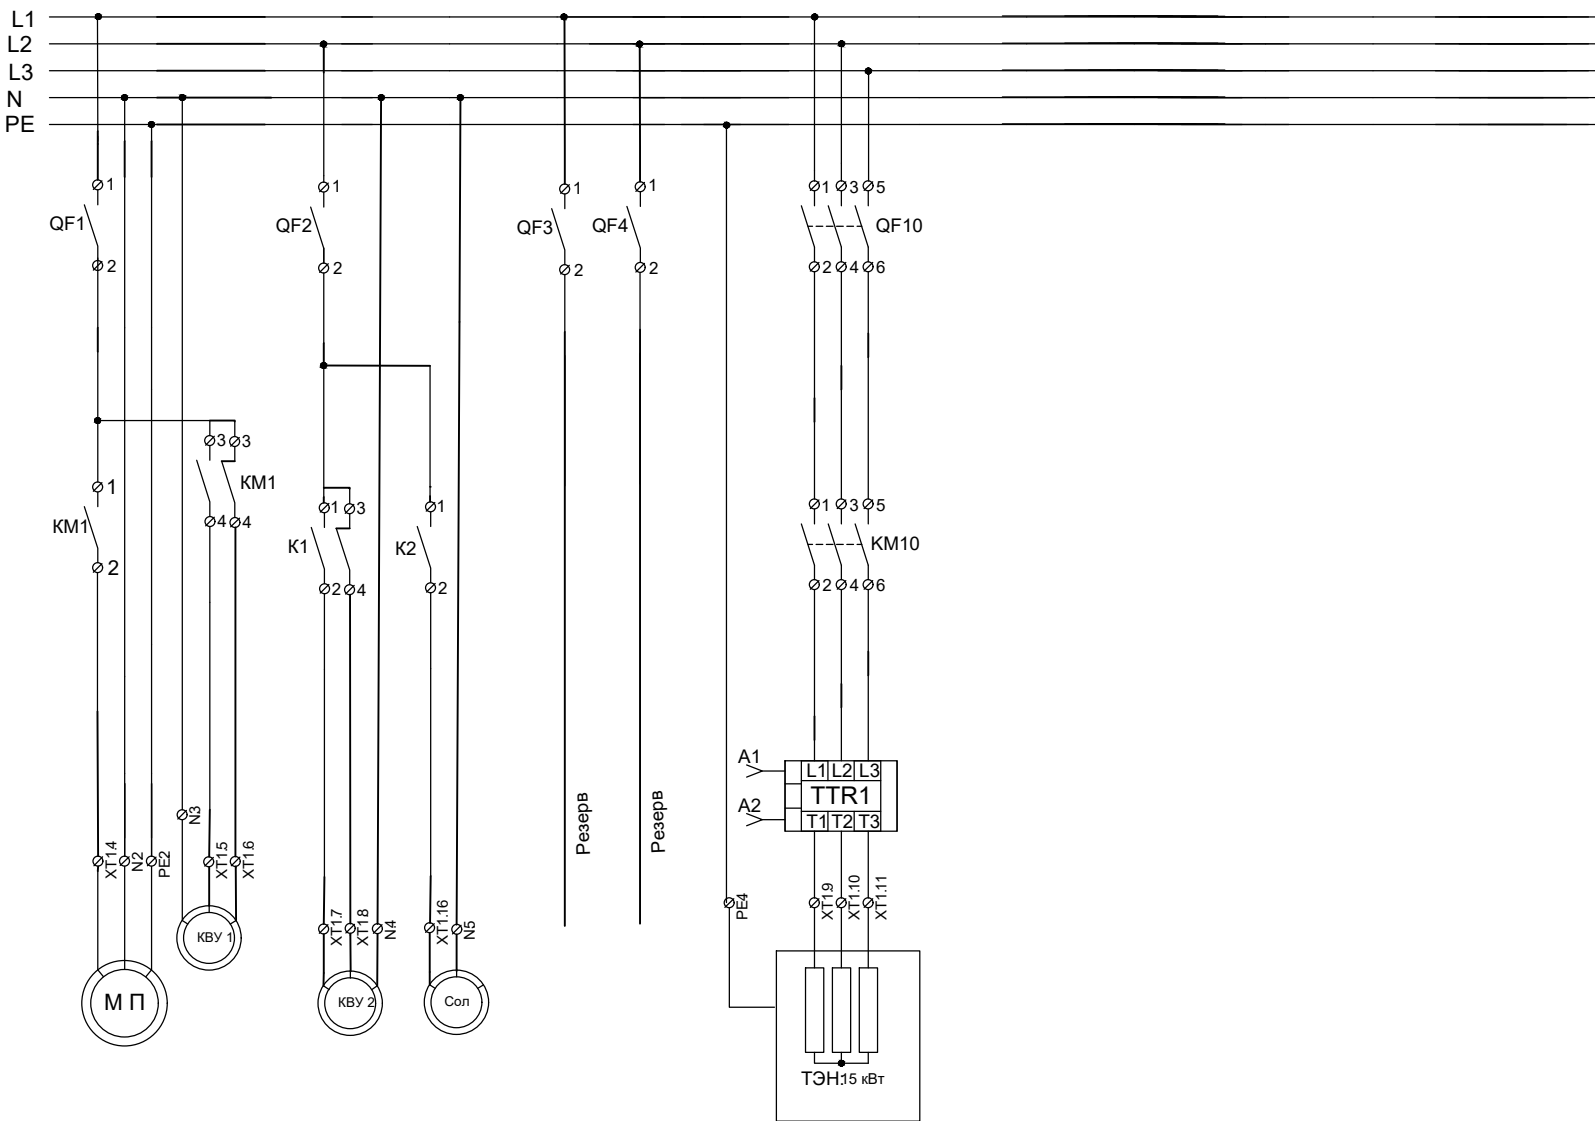 L1
L2
L3
N
PE
1
1
1
1
1 3 5
QF1
QF2
QF3
QF4
QF10
2
2
2
2
2 4 6
3 3
KM1
1
KM1
4 4
2
1 3
K1
2 4
1
K2
2
1 3 5
KM10
2 4 6
A1
A2
L1 L2 L3
TTR1
T1 T2 T3
Резерв
Резерв
N3
XT1.4
N2
PE2
XT1.5
XT1.6
XT1.7
XT1.8
N4
XT1.16
N5
PE4
XT1.9
XT1.10
XT1.11
КВУ 1
М П
КВУ 2
Сол
ТЭН:15 кВт